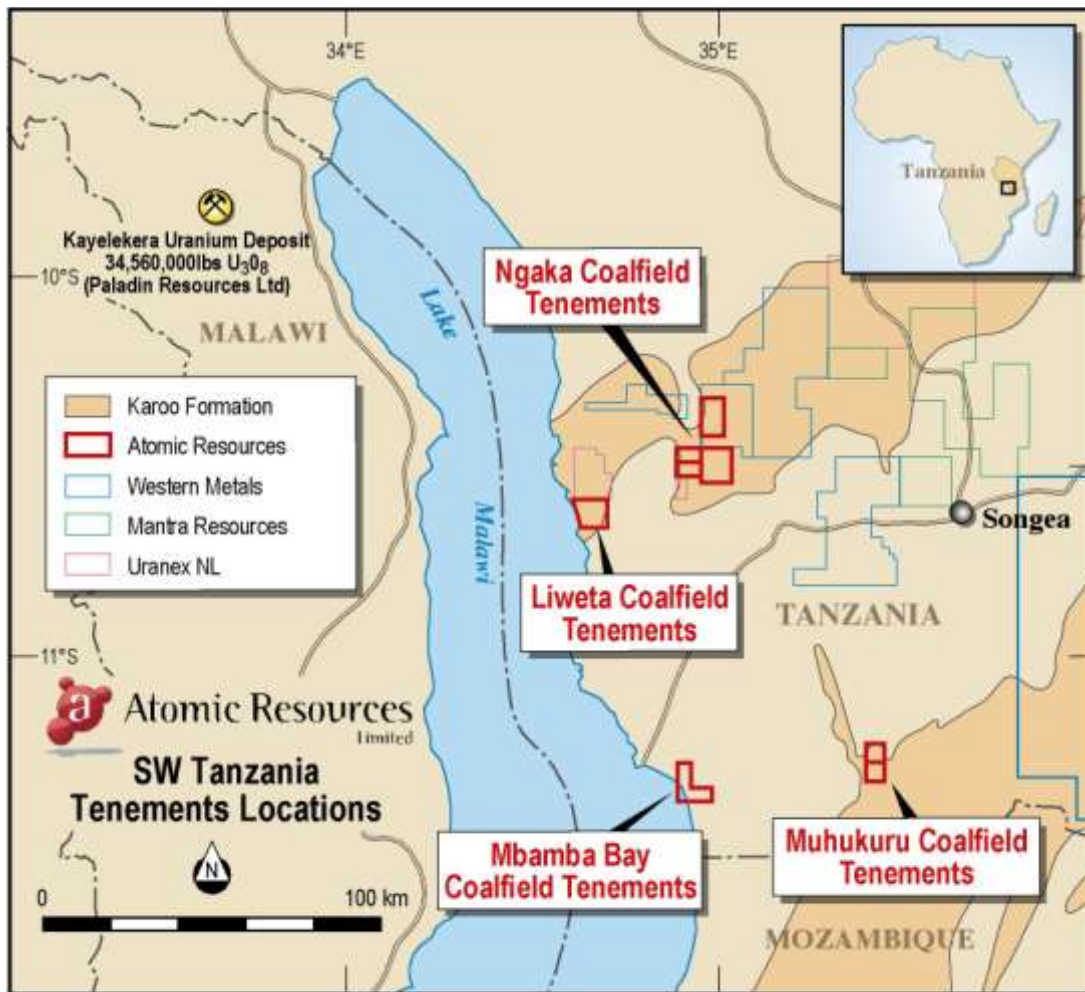 34°E
35°E
Tanzania
Kayelekera Uranium Deposit
34,560,000lbs U₃0₈
(Paladin Resources Ltd)
10°S
MALAWI
Lake
Malawi
Ngaka Coalfield
Tenements
Karoo Formation
Atomic Resources
Western Metals
Mantra Resources
Uranex NL
Songea
Liweta Coalfield
Tenements
TANZANIA
11°S
a
Atomic Resources
Limited
SW Tanzania
Tenements Locations
N
0
100 km
Mbamba Bay
Coalfield Tenements
Muhukuru Coalfield
Tenements
MOZAMBIQUE